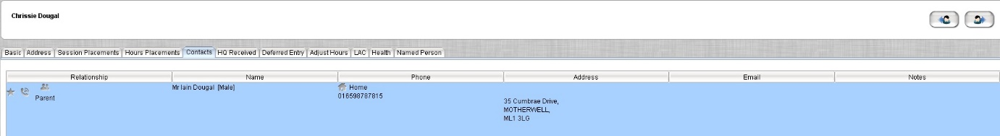 Chrissie Dougal
Basic Address Session Placements Hours Placements Contacts HQ Received Deferred Entry Adjust Hours LAC Health Named Person
Relationship Name Phone Address Email Notes
Parent
Mr Iain Dougal [Male]
Home
016598787815
35 Cumbrae Drive,
MOTHERWELL,
ML1 3LG